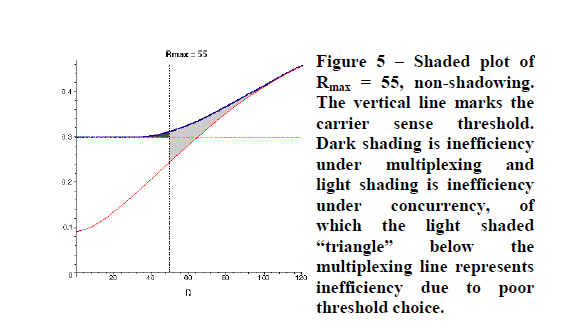 Rmax = 55
0.4
0.3
0.2
0.1
0
20
40
60
80
100
120
D
Figure 5 – Shaded plot of
Rmax = 55, non-shadowing.
The vertical line marks the
carrier sense threshold.
Dark shading is inefficiency
under multiplexing and
light shading is inefficiency
under concurrency, of
which the light shaded
“triangle” below the
multiplexing line represents
inefficiency due to poor
threshold choice.